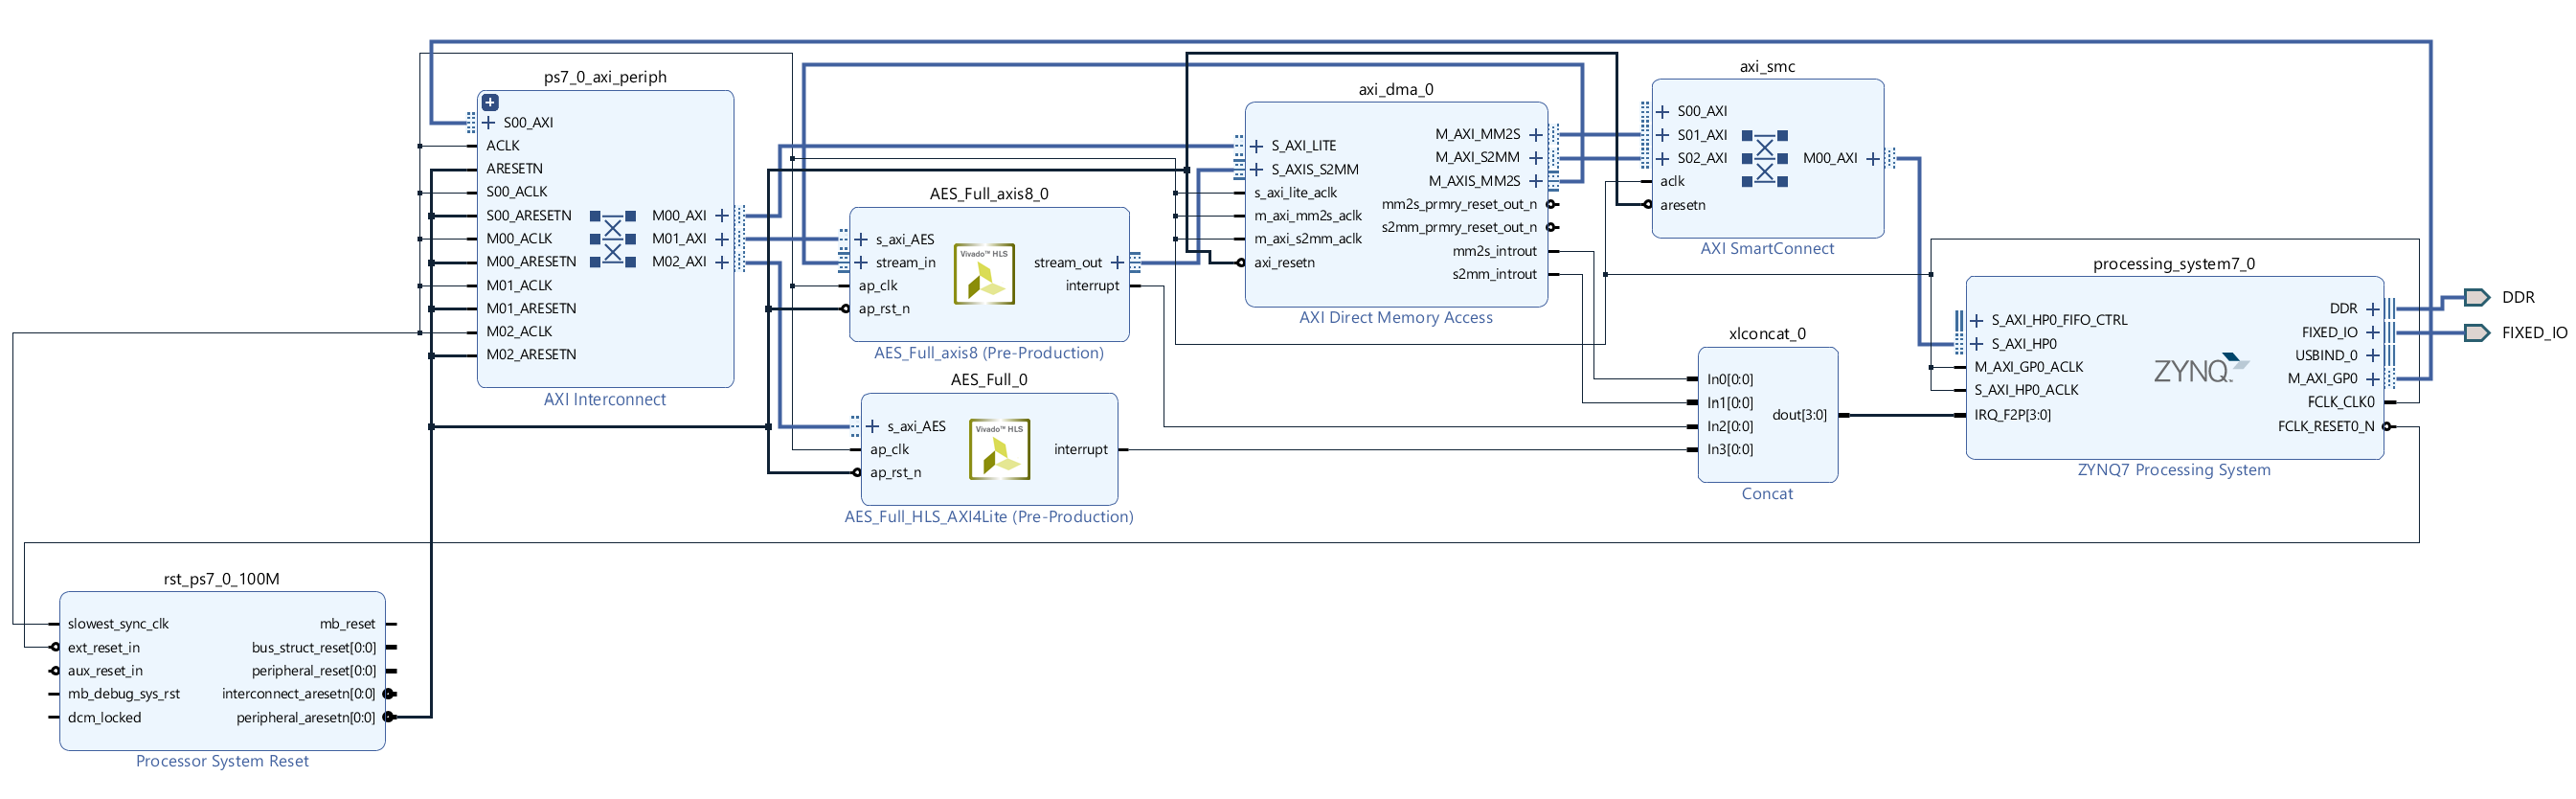 ps7_0_axi_periph
S00_AXI
ACLK
ARESETN
S00_ACLK
S00_ARESETN
M00_ACLK
M00_ARESETN
M01_ACLK
M01_ARESETN
M02_ACLK
M02_ARESETN
M00_AXI
M01_AXI
M02_AXI
AXI Interconnect
AES_Full_axis8_0
s_axi_AES
stream_in
ap_clk
ap_rst_n
Vivado™ HLS
stream_out
interrupt
AES_Full_axis8 (Pre-Production)
AES_Full_0
s_axi_AES
ap_clk
ap_rst_n
Vivado™ HLS
interrupt
AES_Full_HLS_AXI4Lite (Pre-Production)
axi_dma_0
S_AXI_LITE
S_AXIS_S2MM
s_axi_lite_aclk
m_axi_mm2s_aclk
m_axi_s2mm_aclk
axi_resetn
M_AXI_MM2S
M_AXI_S2MM
M_AXIS_MM2S
mm2s_prmry_reset_out_n
s2mm_prmry_reset_out_n
mm2s_introut
s2mm_introut
AXI Direct Memory Access
axi_smc
S00_AXI
S01_AXI
S02_AXI
aclk
aresetn
M00_AXI
AXI SmartConnect
xlconcat_0
In0[0:0]
In1[0:0]
In2[0:0]
In3[0:0]
dout[3:0]
Concat
processing_system7_0
S_AXI_HP0_FIFO_CTRL
S_AXI_HP0
M_AXI_GP0_ACLK
S_AXI_HP0_ACLK
IRQ_F2P[3:0]
ZYNQ
DDR
FIXED_IO
USBIND_0
M_AXI_GP0
FCLK_CLK0
FCLK_RESET0_N
ZYNQ7 Processing System
DDR
FIXED_IO
rst_ps7_0_100M
slowest_sync_clk
ext_reset_in
aux_reset_in
mb_debug_sys_rst
dcm_locked
mb_reset
bus_struct_reset[0:0]
peripheral_reset[0:0]
interconnect_aresetn[0:0]
peripheral_aresetn[0:0]
Processor System Reset